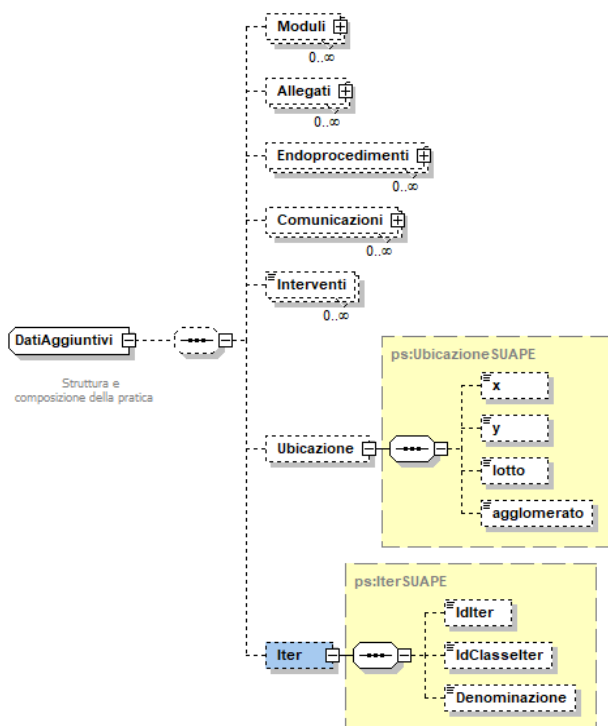 Moduli
0..∞
Allegati
0..∞
Endoprocedimenti
0..∞
Comunicazioni
0..∞
Interventi
0..∞
DatiAggiuntivi
Struttura e
composizione della pratica
ps:UbicazioneSUAPE
x
y
lotto
agglomerato
Ubicazione
ps:IterSUAPE
IdIter
IdClasseIter
Denominazione
Iter